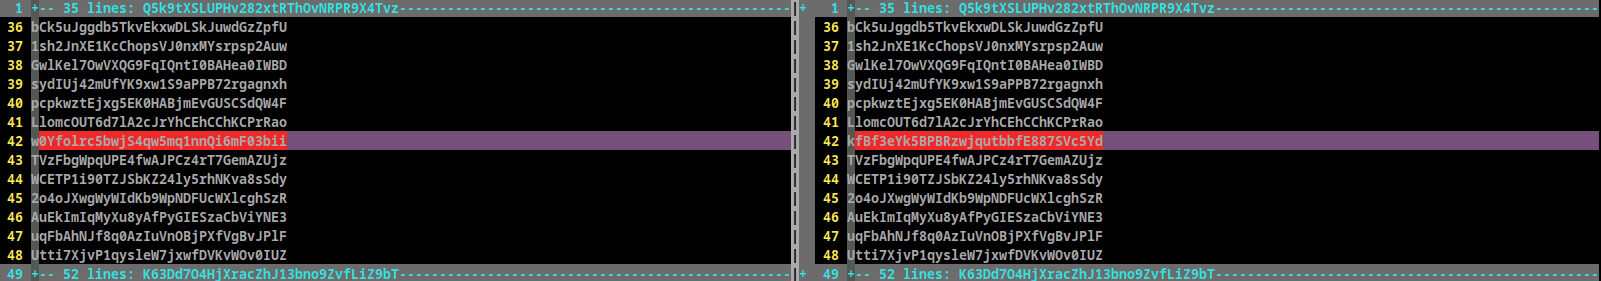 1 +-- 35 lines: Q5k9tXSLUPHv282xtRThOvNRPR9X4Tvz--------------------------------------------------
36 bCk5uJggdb5TkvEkxwDLSkJuwdGzZpfU
37 1sh2JnXE1KcChopsVJ0nxMYsrpsp2Auw
38 GwlKel7OwVXQG9FqIQntI0BAHea0IWBD
39 sydIUj42mUfYK9xw1S9aPPB72rgagnxh
40 pcpkwztEjxg5EK0HABjmEvGUSCSdQW4F
41 LlomcOUT6d7lA2cJrYhCEhCChKCPrRao
42 w0Yfolrc5bwjS4qw5mq1nnQi6mF03bii
43 TVzFbgWpqUPE4fwAJPCz4rT7GemAZUjz
44 WCETP1i90TZJSbKZ24ly5rhNKva8sSdy
45 2o4oJXwgWyWIdKb9WpNDFUcWXlcghSzR
46 AuEkImIqMyXu8yAfPyGIESzaCbViYNE3
47 uqFbAhNJf8q0AzIuVnOBjPXfVgBvJPlF
48 Utti7XjvP1qysleW7jxwfDVKvWOv0IUZ
49 +-- 52 lines: K63Dd7O4HjXracZhJ13bno9ZvfLiZ9bT-------------------------------------------------
+ 1 +-- 35 lines: Q5k9tXSLUPHv282xtRThOvNRPR9X4Tvz------------------------------------------------
36 bCk5uJggdb5TkvEkxwDLSkJuwdGzZpfU
37 1sh2JnXE1KcChopsVJ0nxMYsrpsp2Auw
38 GwlKel7OwVXQG9FqIQntI0BAHea0IWBD
39 sydIUj42mUfYK9xw1S9aPPB72rgagnxh
40 pcpkwztEjxg5EK0HABjmEvGUSCSdQW4F
41 LlomcOUT6d7lA2cJrYhCEhCChKCPrRao
42 kfBf3eYk5BPBRzwjqutbbfE887SVc5Yd
43 TVzFbgWpqUPE4fwAJPCz4rT7GemAZUjz
44 WCETP1i90TZJSbKZ24ly5rhNKva8sSdy
45 2o4oJXwgWyWIdKb9WpNDFUcWXlcghSzR
46 AuEkImIqMyXu8yAfPyGIESzaCbViYNE3
47 uqFbAhNJf8q0AzIuVnOBjPXfVgBvJPlF
48 Utti7XjvP1qysleW7jxwfDVKvWOv0IUZ
+ 49 +-- 52 lines: K63Dd7O4HjXracZhJ13bno9ZvfLiZ9bT------------------------------------------------